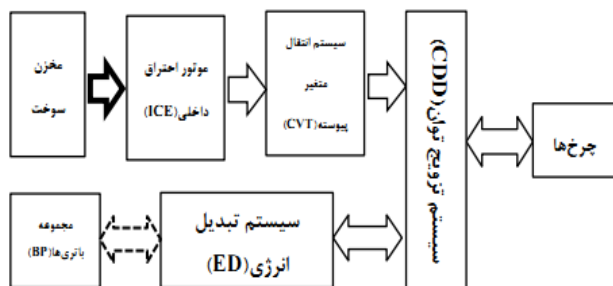 مخزن
سوخت
موتور احتراق
داخلی(ICE)
سیستم انتقال
متغیر
پیوسته(CVT)
سیستم تزویج توان(CDD)
چرخ‌ها
مجموعه
باتری‌ها(BP)
سیستم تبدیل
انرژی(ED)